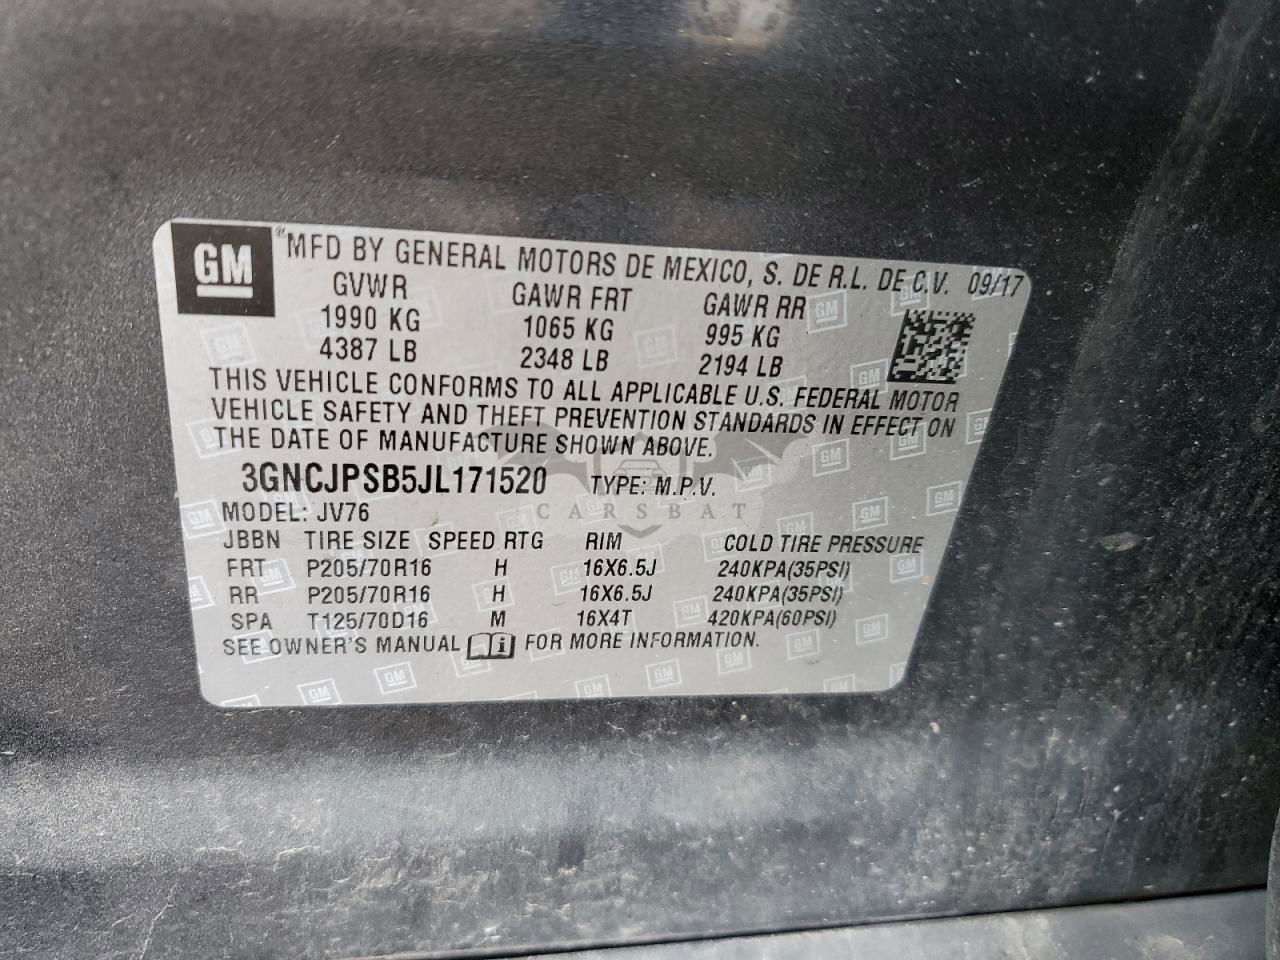 GM ® MFD BY GENERAL MOTORS DE MEXICO, S. DE R.L. DE C.V. 09/17
GVWR GAWR FRT GAWR RR
1990 KG 1065 KG 995 KG
4387 LB 2348 LB 2194 LB
THIS VEHICLE CONFORMS TO ALL APPLICABLE U.S. FEDERAL MOTOR
VEHICLE SAFETY AND THEFT PREVENTION STANDARDS IN EFFECT ON
THE DATE OF MANUFACTURE SHOWN ABOVE.
3GNCJPSB5JL171520 TYPE: M.P.V.
CARSBAT
MODEL: JV76
JBBN TIRE SIZE SPEED RTG RIM COLD TIRE PRESSURE
FRT P205/70R16 H 16X6.5J 240KPA(35PSI)
RR P205/70R16 H 16X6.5J 240KPA(35PSI)
SPA T125/70D16 M 16X4T 420KPA(60PSI)
SEE OWNER'S MANUAL i FOR MORE INFORMATION.